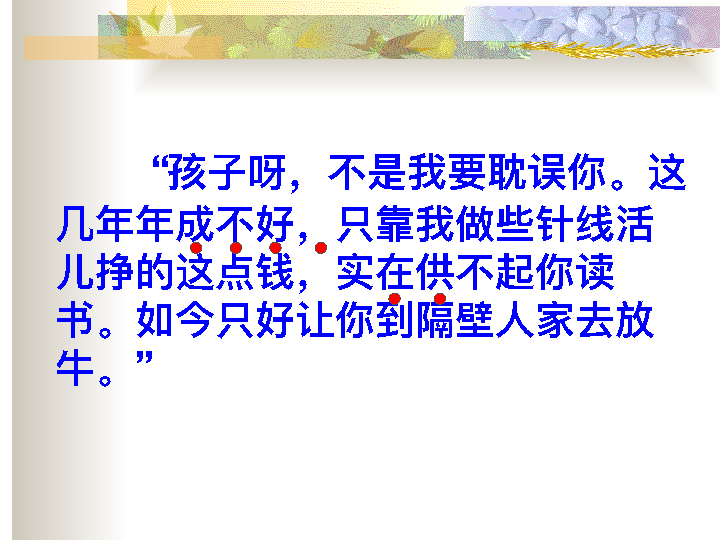 “孩子呀，不是我要耽误你。这
几年年成不好，只靠我做些针线活
儿挣的这点钱，实在供不起你读
书。如今只好让你到隔壁人家去放
牛。”